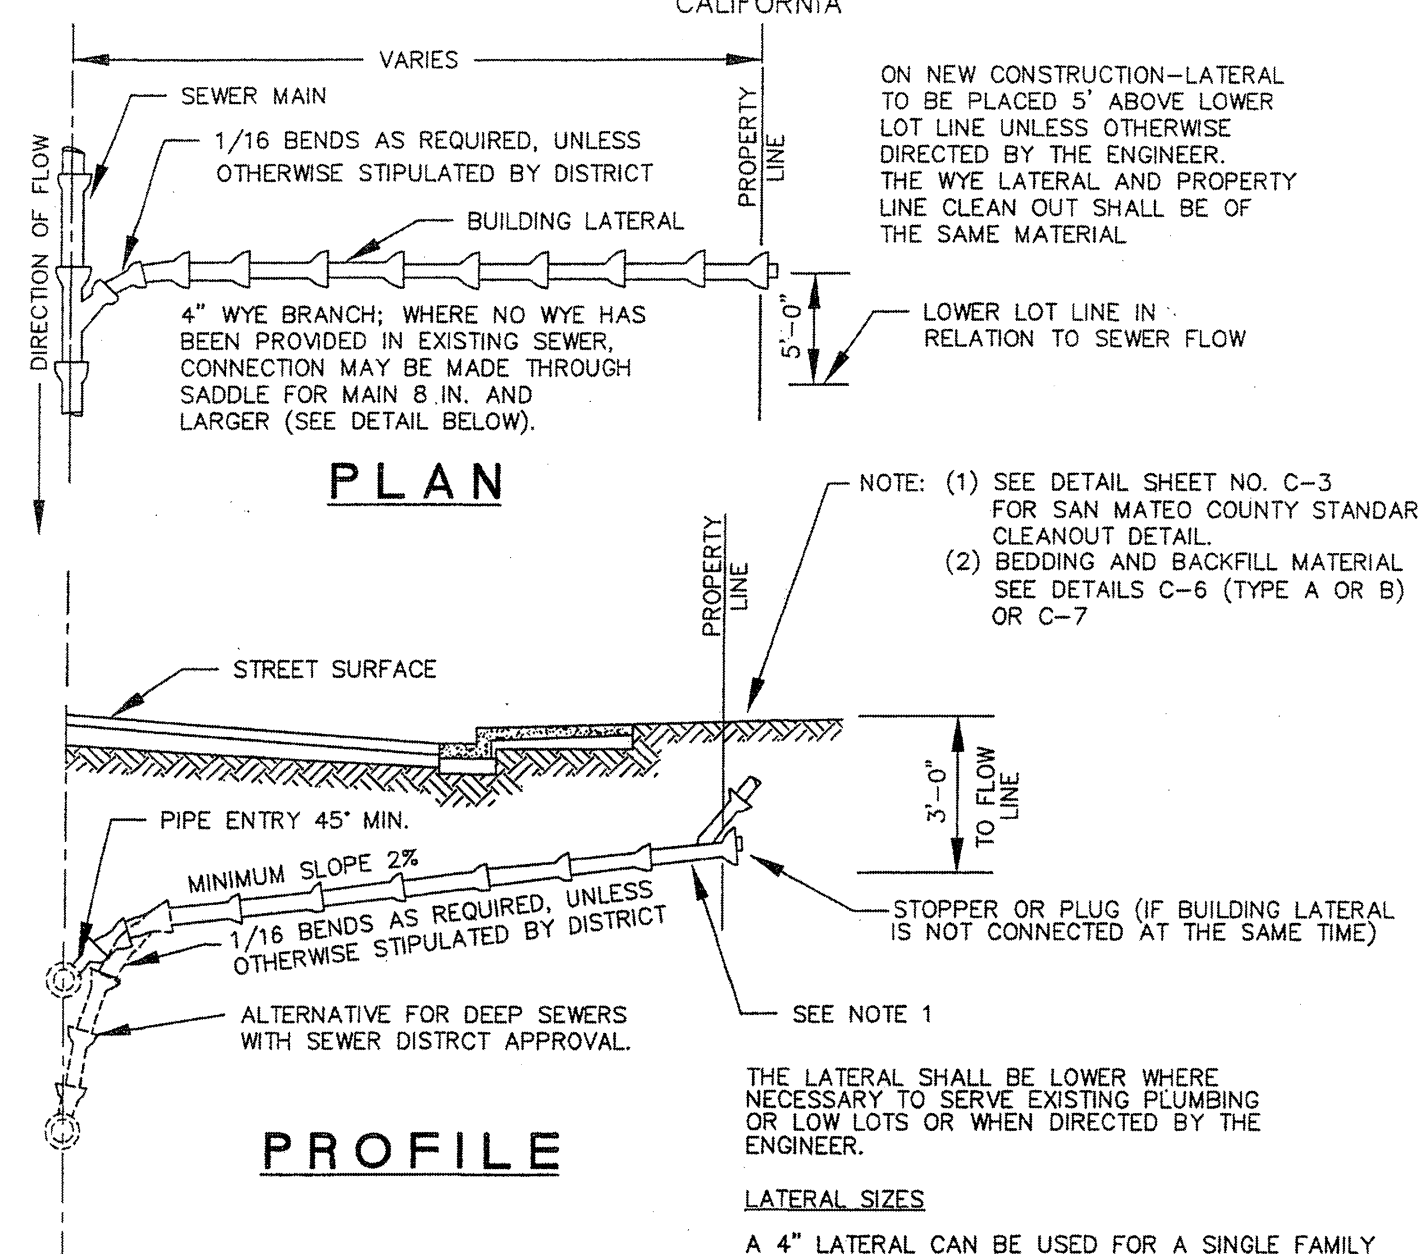 CALIFORNIA
VARIES
SEWER MAIN
1/16 BENDS AS REQUIRED, UNLESS
OTHERWISE STIPULATED BY DISTRICT
DIRECTION OF FLOW
BUILDING LATERAL
PROPERTY
LINE
ON NEW CONSTRUCTION-LATERAL
TO BE PLACED 5' ABOVE LOWER
LOT LINE UNLESS OTHERWISE
DIRECTED BY THE ENGINEER.
THE WYE LATERAL AND PROPERTY
LINE CLEAN OUT SHALL BE OF
THE SAME MATERIAL
4" WYE BRANCH; WHERE NO WYE HAS
BEEN PROVIDED IN EXISTING SEWER,
CONNECTION MAY BE MADE THROUGH
SADDLE FOR MAIN 8 IN. AND
LARGER (SEE DETAIL BELOW).
5'-0"
LOWER LOT LINE IN
RELATION TO SEWER FLOW
PLAN
NOTE: (1) SEE DETAIL SHEET NO. C-3
FOR SAN MATEO COUNTY STANDAR
CLEANOUT DETAIL.
(2) BEDDING AND BACKFILL MATERIAL
SEE DETAILS C-6 (TYPE A OR B)
OR C-7
PROPERTY
LINE
STREET SURFACE
3'-0"
TO FLOW
LINE
PIPE ENTRY 45° MIN.
MINIMUM SLOPE 2%
1/16 BENDS AS REQUIRED, UNLESS
OTHERWISE STIPULATED BY DISTRICT
STOPPER OR PLUG (IF BUILDING LATERAL
IS NOT CONNECTED AT THE SAME TIME)
ALTERNATIVE FOR DEEP SEWERS
WITH SEWER DISTRCT APPROVAL.
SEE NOTE 1
THE LATERAL SHALL BE LOWER WHERE
NECESSARY TO SERVE EXISTING PLUMBING
OR LOW LOTS OR WHEN DIRECTED BY THE
ENGINEER.
PROFILE
LATERAL SIZES
A 4" LATERAL CAN BE USED FOR A SINGLE FAMILY